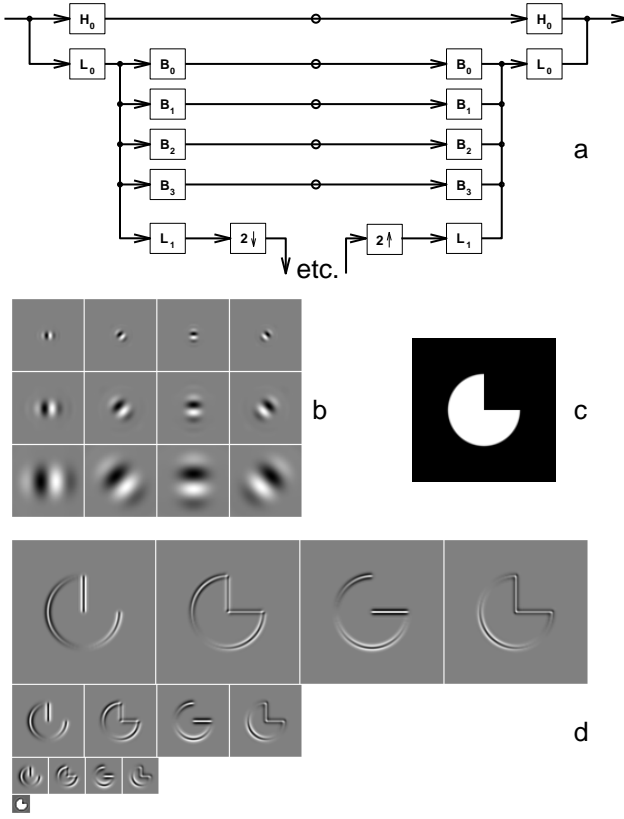 H0 H0
L0 B0 B0 L0
B1 B1
B2 B2
a
B3 B3
L1 2↓ 2↑ L1
etc.
b
c
d